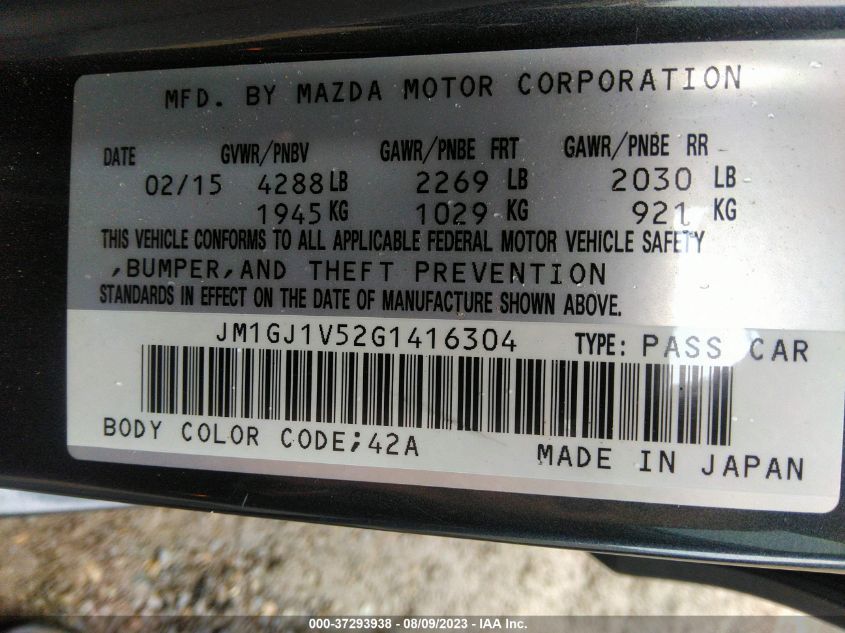 MFD. BY MAZDA MOTOR CORPORATION
DATE GVWR/PNBV GAWR/PNBE FRT GAWR/PNBE RR
02/15 4288 LB 2269 LB 2030 LB
1945 KG 1029 KG 921 KG
THIS VEHICLE CONFORMS TO ALL APPLICABLE FEDERAL MOTOR VEHICLE SAFETY
,BUMPER,AND THEFT PREVENTION
STANDARDS IN EFFECT ON THE DATE OF MANUFACTURE SHOWN ABOVE.
JM1GJ1V52G1416304 TYPE: PASS CAR
BODY COLOR CODE;42A MADE IN JAPAN
000-37293938 - 08/09/2023 - IAA Inc.